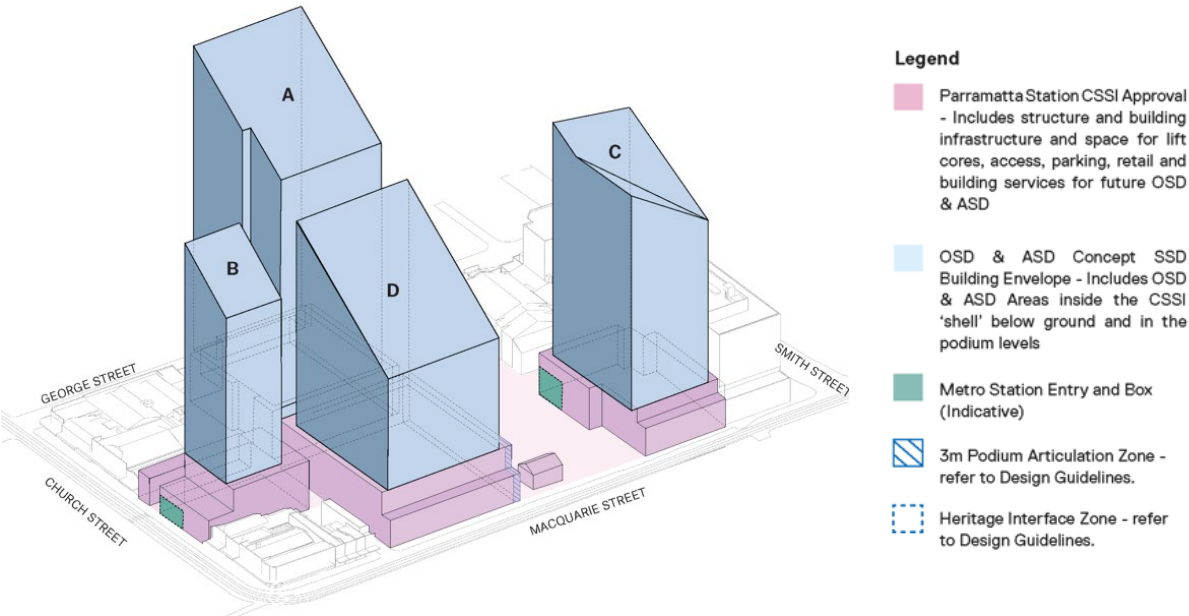 A
B
C
D
GEORGE STREET
CHURCH STREET
MACQUARIE STREET
SMITH STREET
Legend
Parramatta Station CSSI Approval
- Includes structure and building
infrastructure and space for lift
cores, access, parking, retail and
building services for future OSD
& ASD
OSD & ASD Concept SSD
Building Envelope - Includes OSD
& ASD Areas inside the CSSI
‘shell’ below ground and in the
podium levels
Metro Station Entry and Box
(Indicative)
3m Podium Articulation Zone -
refer to Design Guidelines.
Heritage Interface Zone - refer
to Design Guidelines.